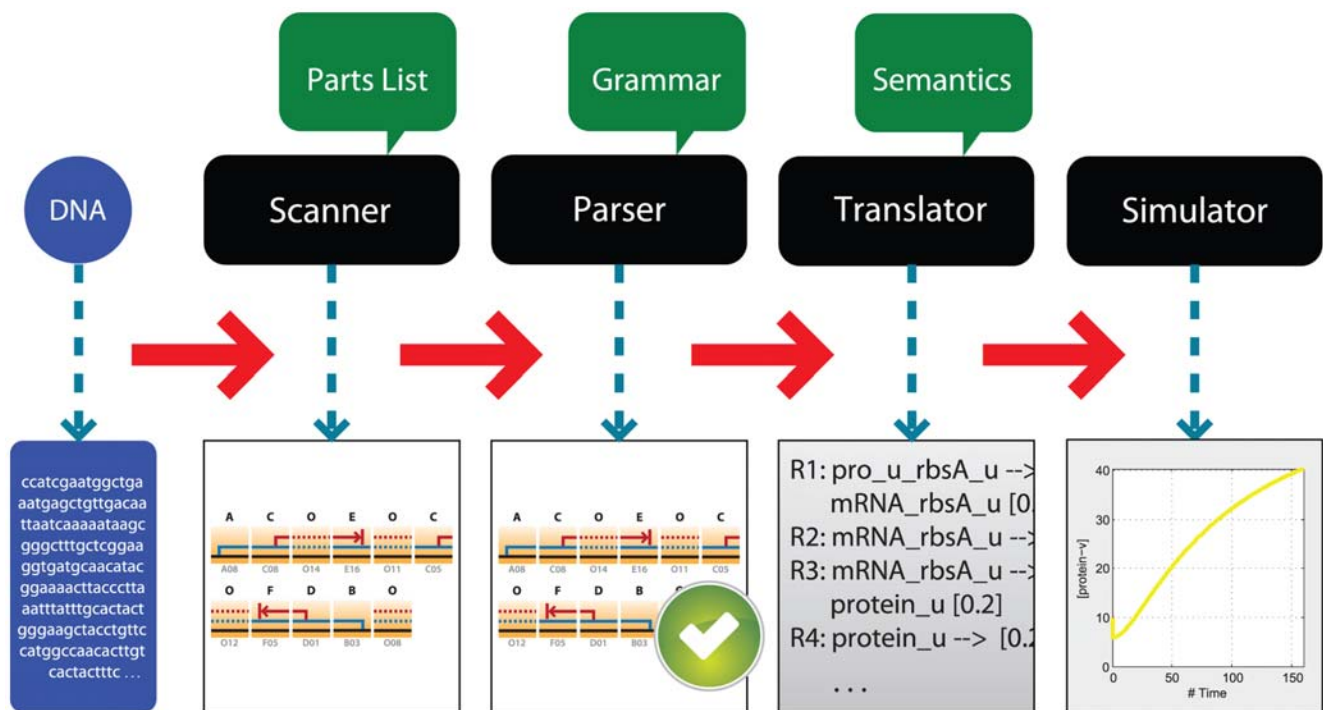 Parts List
Grammar
Semantics
DNA
Scanner
Parser
Translator
Simulator
ccatcgaatggctga
aatgagctgttgacaa
ttaatcaaaaataagc
gggctttgctcggaa
ggtgatgcaacatac
ggaaaacttacccttta
aatttatttgcactact
gggaagctacctgttc
catggccaacacttgt
cactactttc ...
A C O E O C
A08 C08 O14 E16 O11 C05
O F D B O
O12 F05 D01 B03 O08
A C O E O C
A08 C08 O14 E16 O11 C05
O F D B
O12 F05 D01 B03
R1: pro_u_rbsA_u -->
mRNA_rbsA_u [0.
R2: mRNA_rbsA_u -->
R3: mRNA_rbsA_u -->
protein_u [0.2]
R4: protein_u --> [0.2
...
[protein-v]
40
30
20
10
0
0 50 100 150
# Time